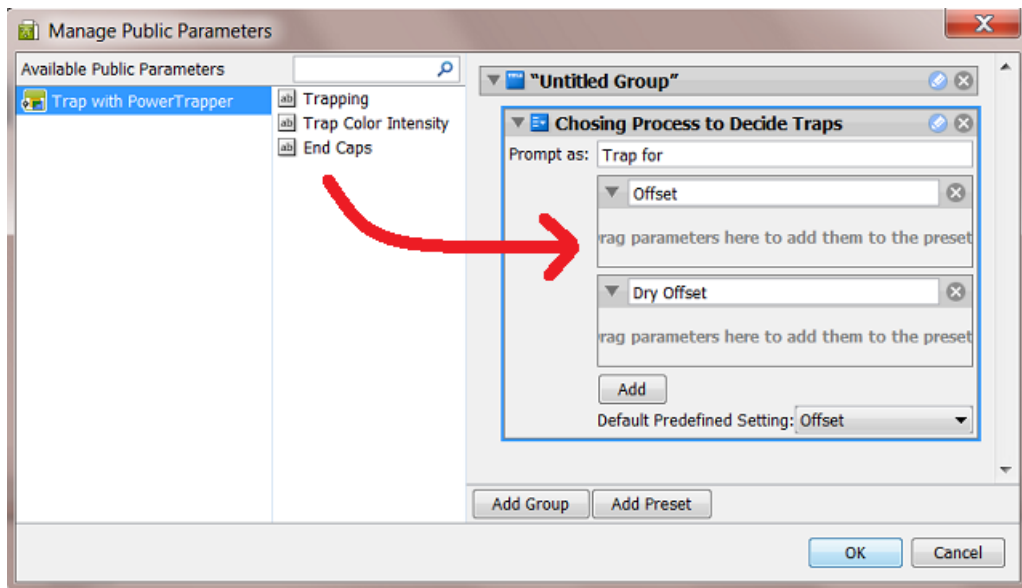 Manage Public Parameters
Available Public Parameters
Trap with PowerTrapper
Trapping
Trap Color Intensity
End Caps
"Untitled Group"
Chosing Process to Decide Traps
Prompt as: Trap for
Offset
rag parameters here to add them to the preset
Dry Offset
rag parameters here to add them to the preset
Add
Default Predefined Setting: Offset
Add Group Add Preset
OK Cancel